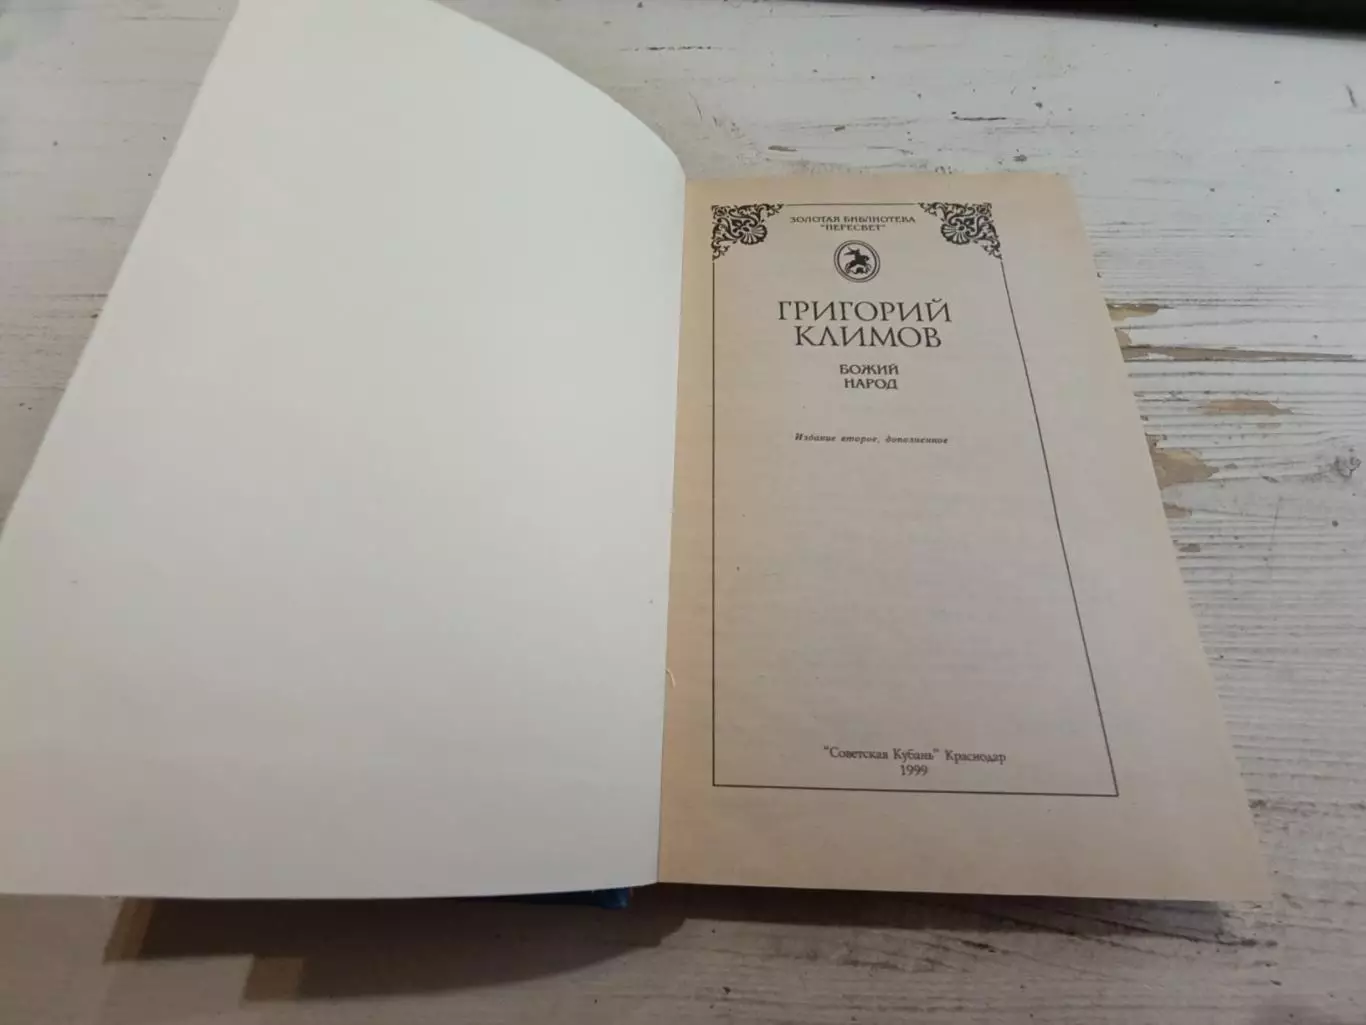 ЗОЛОТАЯ БИБЛИОТЕКА
"ПЕРЕСВЕТ"
ГРИГОРИЙ
КЛИМОВ
БОЖИЙ
НАРОД
Издание второе, дополненное
"Советская Кубань" Краснодар
1999